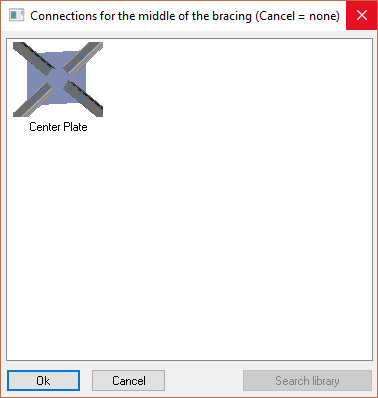 Connections for the middle of the bracing (Cancel = none)
Center Plate
Ok
Cancel
Search library